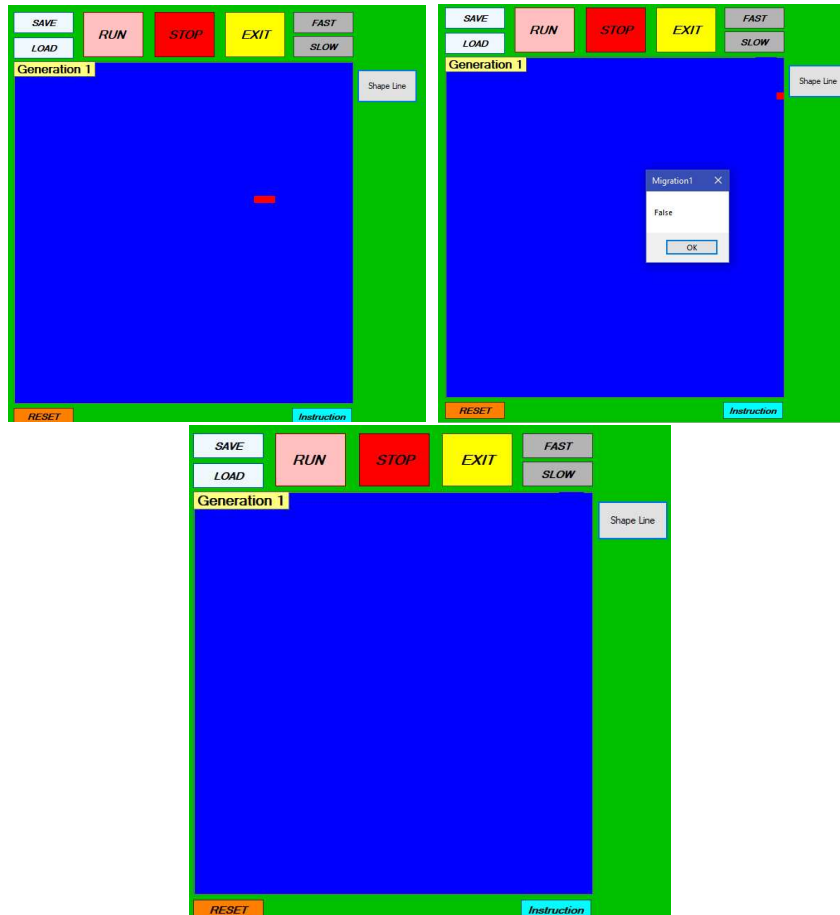 SAVE
LOAD
RUN
STOP
EXIT
FAST
SLOW
Generation 1
Shape Line
RESET
Instruction
SAVE
LOAD
RUN
STOP
EXIT
FAST
SLOW
Generation 1
Shape Line
Migration1
False
OK
RESET
Instruction
SAVE
LOAD
RUN
STOP
EXIT
FAST
SLOW
Generation 1
Shape Line
RESET
Instruction